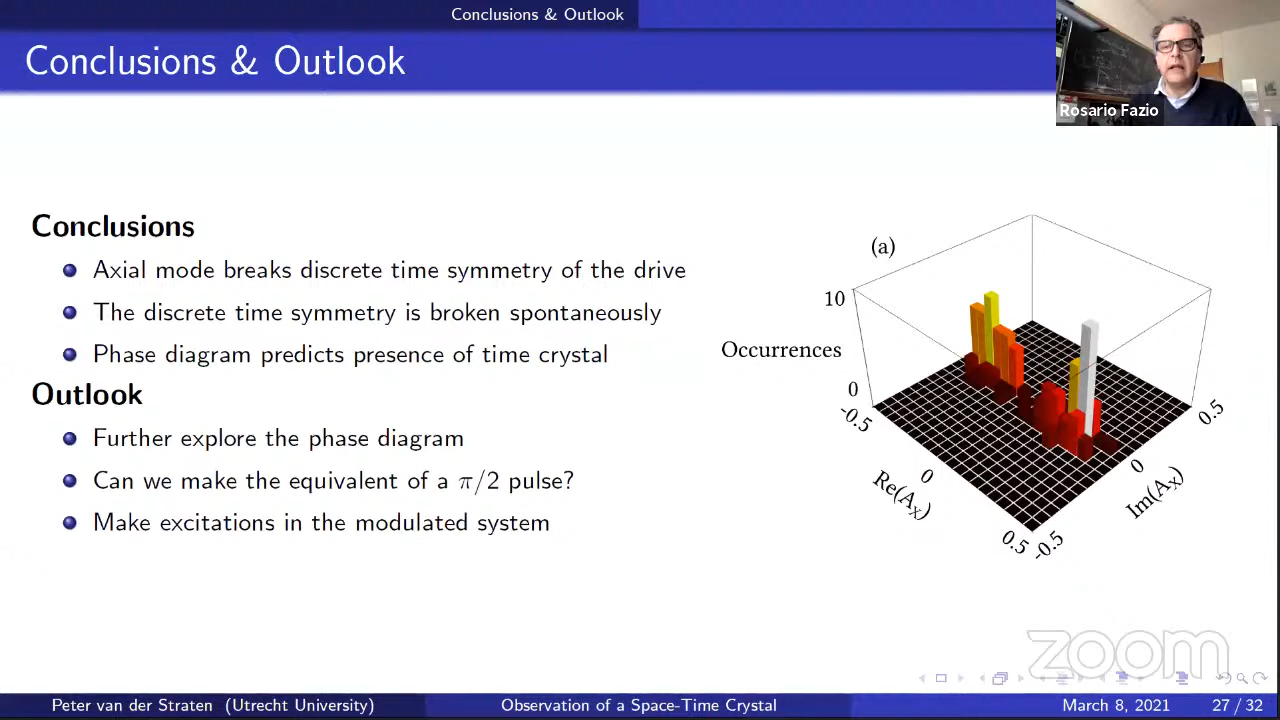 Conclusions & Outlook
Conclusions & Outlook
Rosario Fazio
Conclusions
Axial mode breaks discrete time symmetry of the drive
The discrete time symmetry is broken spontaneously
Phase diagram predicts presence of time crystal
Outlook
Further explore the phase diagram
Can we make the equivalent of a π/2 pulse?
Make excitations in the modulated system
(a)
10
Occurrences
0
-0.5
0
Re(A_X)
0.5
-0.5
Im(A_X)
0
0.5
zoom
Peter van der Straten (Utrecht University) Observation of a Space-Time Crystal March 8, 2021 27 / 32